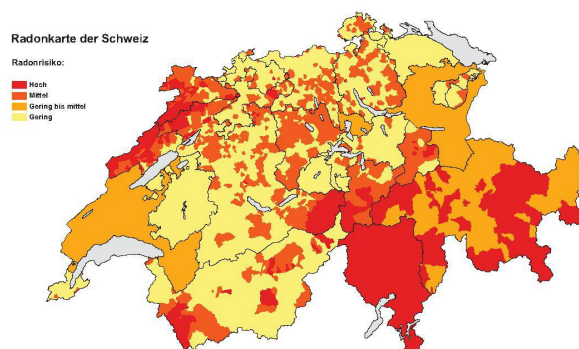 Radonkarte der Schweiz
Radonrisiko:
Hoch
Mittel
Gering bis mittel
Gering